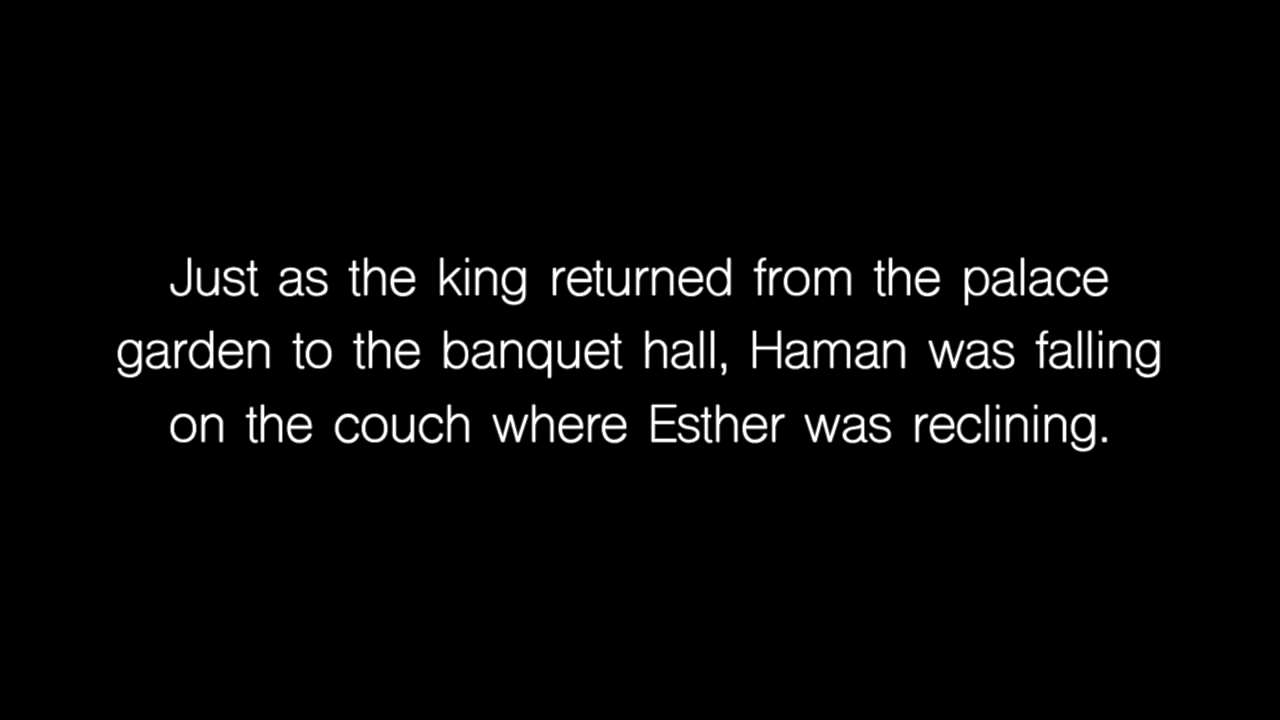 Just as the king returned from the palace
garden to the banquet hall, Haman was falling
on the couch where Esther was reclining.